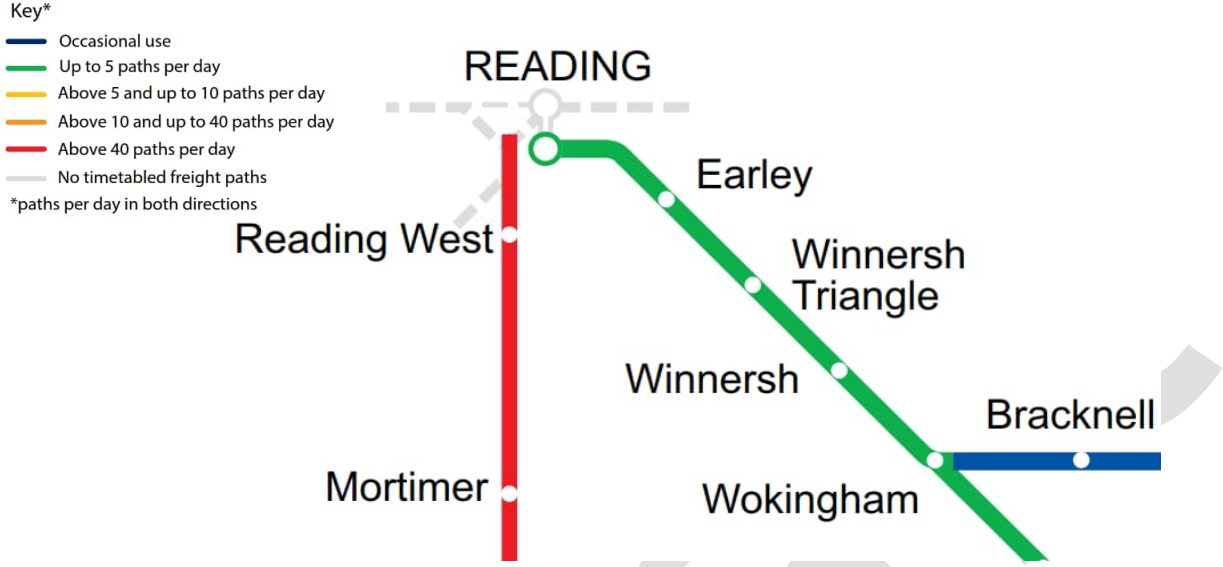 Key*
Occasional use
Up to 5 paths per day
Above 5 and up to 10 paths per day
Above 10 and up to 40 paths per day
Above 40 paths per day
No timetabled freight paths
*paths per day in both directions
READING
Earley
Reading West
Winnersh
Triangle
Winnersh
Bracknell
Mortimer
Wokingham